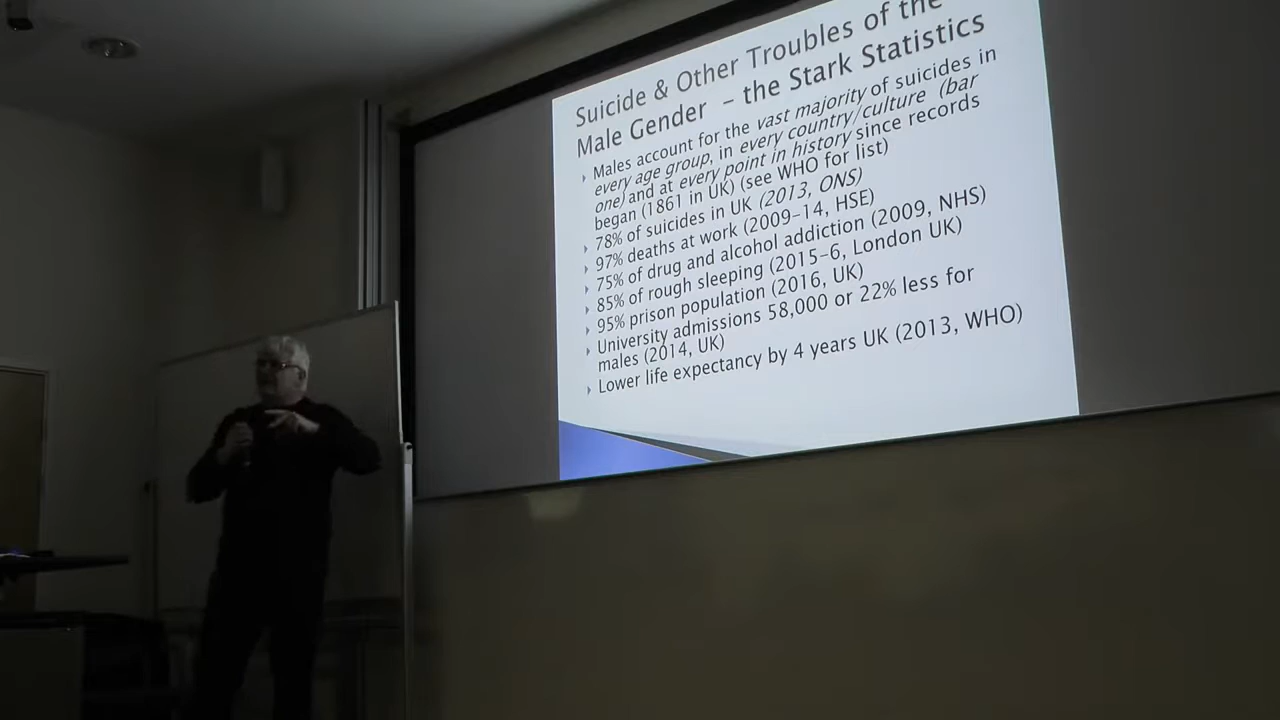 Suicide & Other Troubles of the
Male Gender – the Stark Statistics
Males account for the vast majority of suicides in
every age group, in every country/culture (bar
one) and at every point in history since records
began (1861 in UK) (see WHO for list)
78% of suicides in UK (2013, ONS)
97% deaths at work (2009–14, HSE)
75% of drug and alcohol addiction (2009, NHS)
85% of rough sleeping (2015–6, London UK)
95% prison population (2016, UK)
University admissions 58,000 or 22% less for
males (2014, UK)
Lower life expectancy by 4 years UK (2013, WHO)